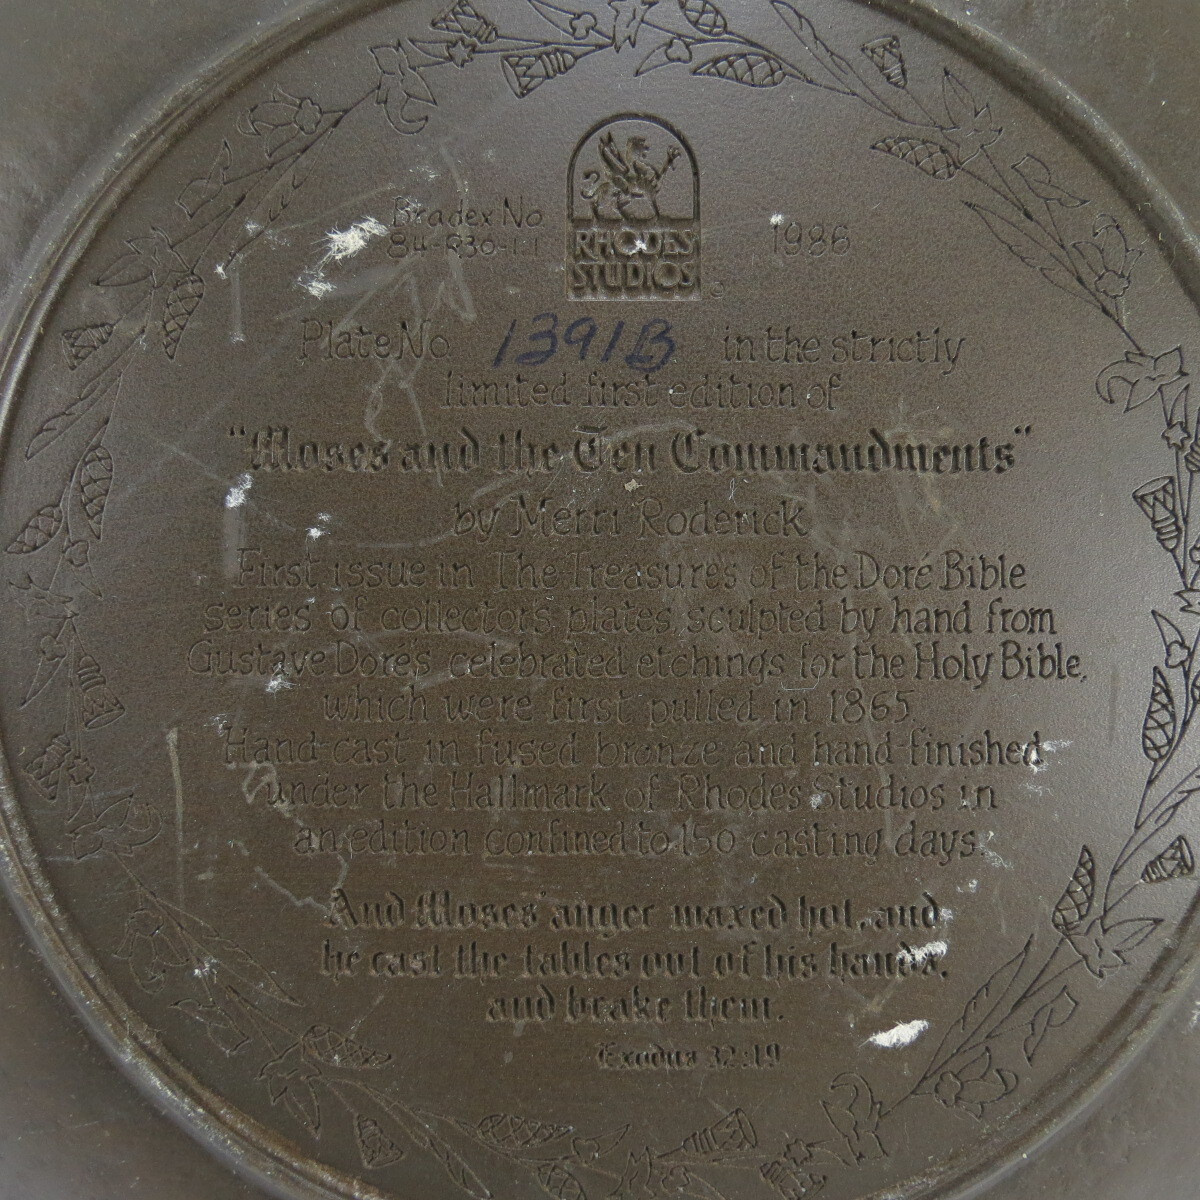 Bradex No
84-R30-1.1
RHODES
STUDIOS
1986
Plate No 1391B in the strictly
limited first edition of
"Moses and the Ten Commandments"
by Merri Roderick
First issue in The Treasures of the Doré Bible
series of collector's plates sculpted by hand from
Gustave Doré's celebrated etchings for the Holy Bible,
which were first pulled in 1865
Hand-cast in fused bronze and hand-finished
under the Hallmark of Rhodes Studios in
an edition confined to 150 casting days.
And Moses' anger waxed hot, and
he cast the tables out of his hands,
and brake them.
Exodus 32:19